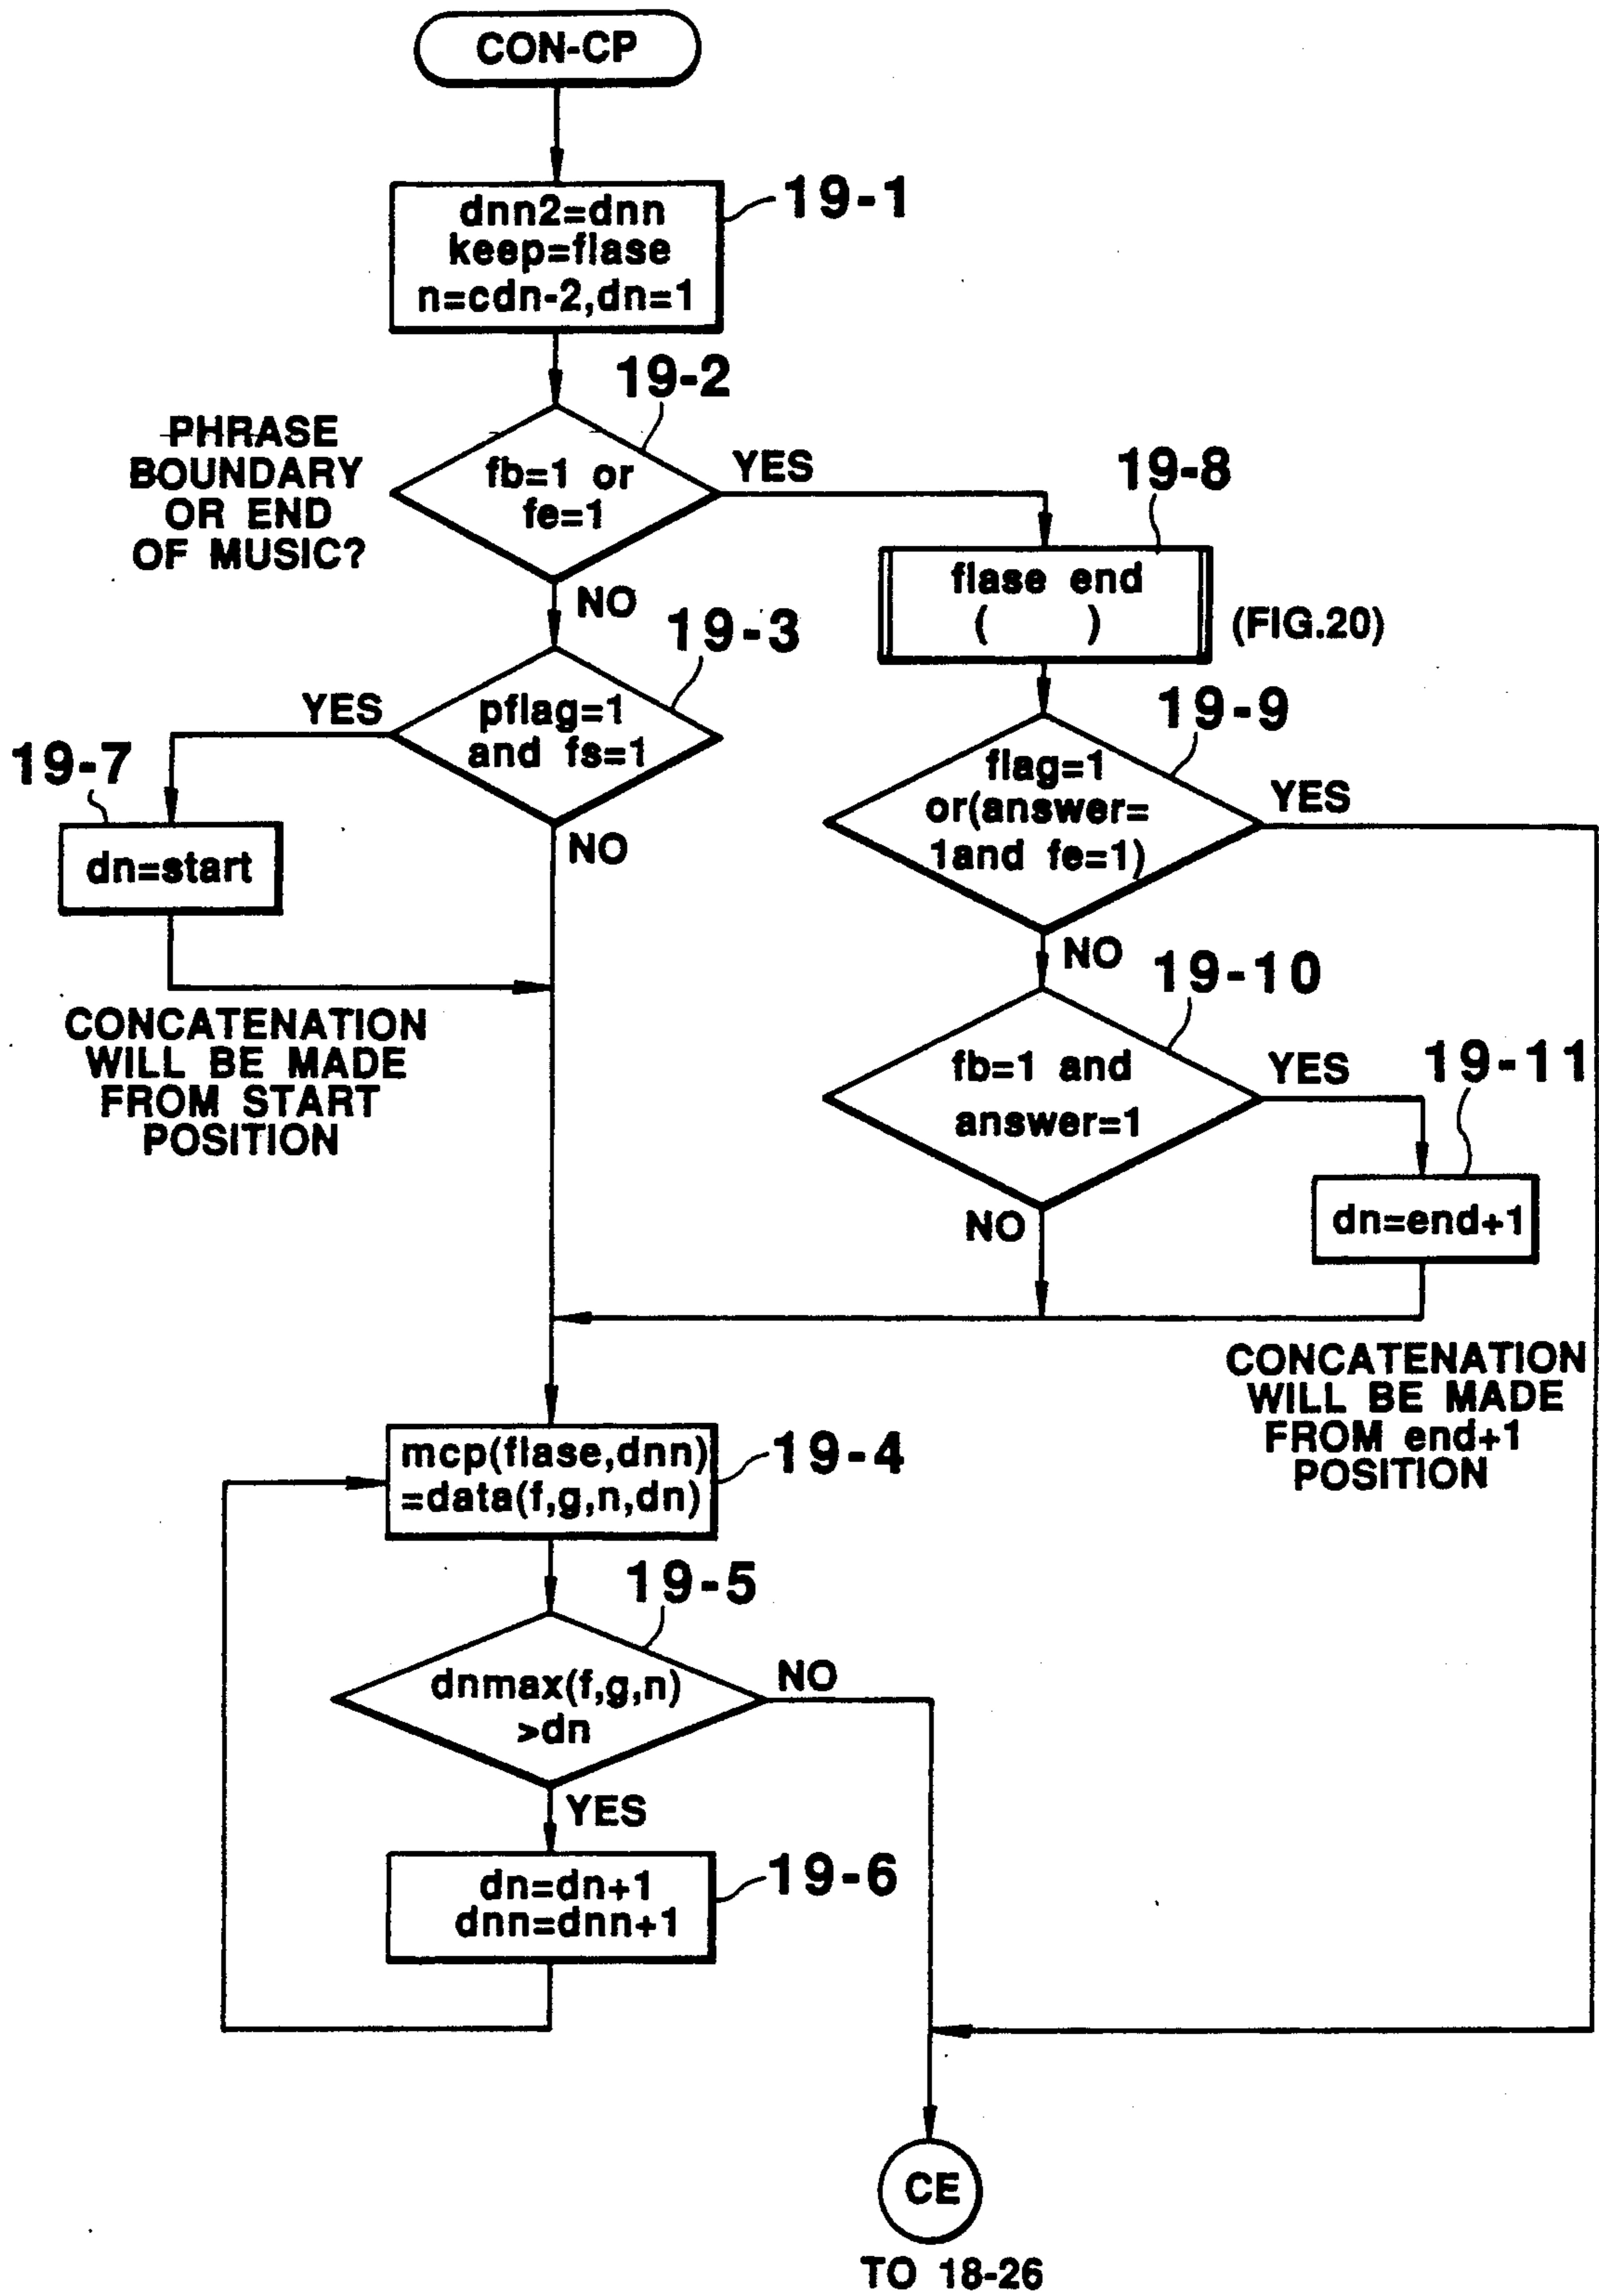 CON-CP
dnn2=dnn
keep=flase
n=cdn-2,dn=1
19-1
19-2
PHRASE
BOUNDARY
OR END
OF MUSIC?
fb=1 or
fe=1
YES
NO
19-8
flase end
( )
(FIG.20)
19-3
pflag=1
and fs=1
YES
NO
19-7
dn=start
CONCATENATION
WILL BE MADE
FROM START
POSITION
19-9
flag=1
or(answer=
1and fe=1)
YES
NO
19-10
fb=1 and
answer=1
YES
NO
19-11
dn=end+1
CONCATENATION
WILL BE MADE
FROM end+1
POSITION
mcp(flase,dnn)
=data(f,g,n,dn)
19-4
19-5
dnmax(f,g,n)
>dn
NO
YES
dn=dn+1
dnn=dnn+1
19-6
CE
TO 18-26